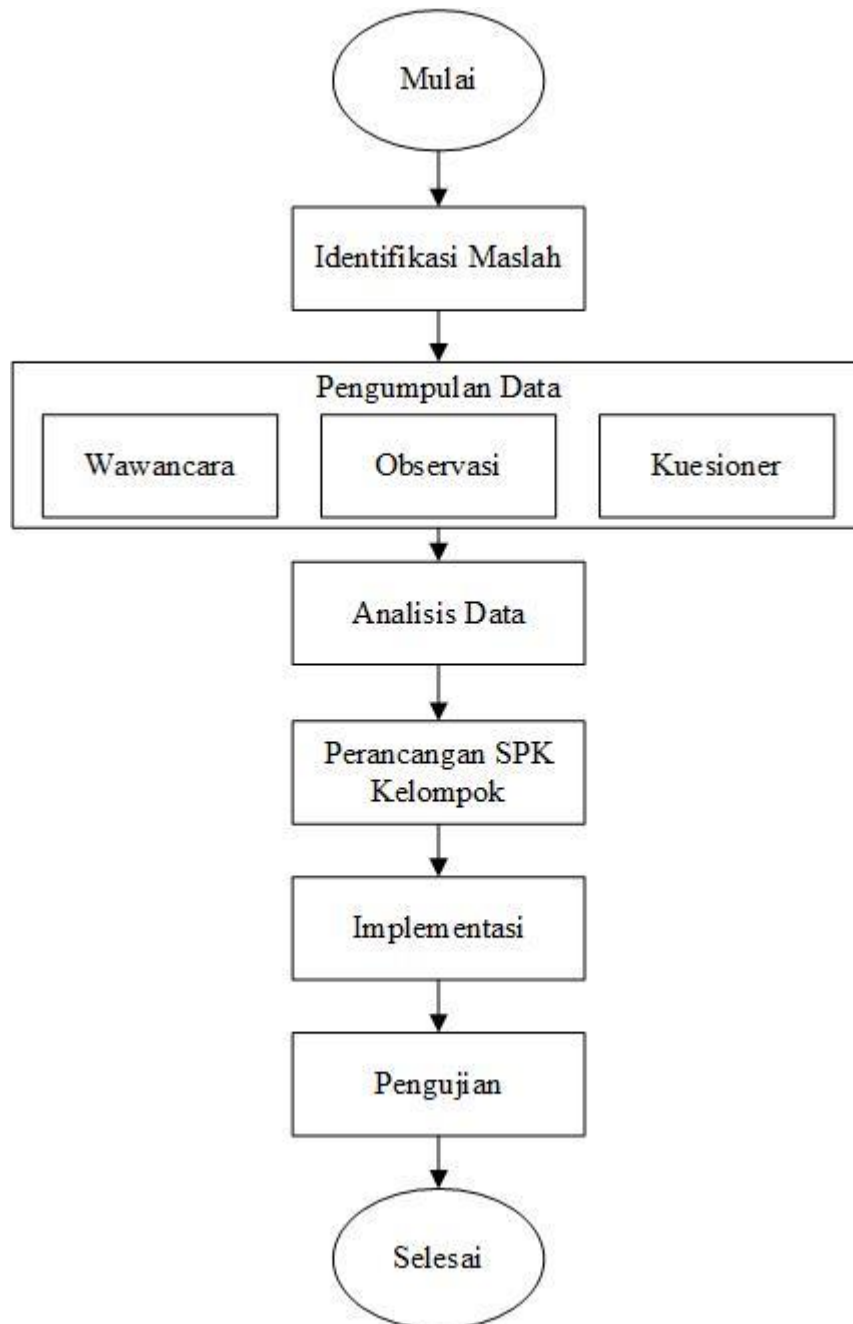 Mulai
Identifikasi Maslah
Pengumpulan Data
Wawancara
Observasi
Kuesioner
Analisis Data
Perancangan SPK
Kelompok
Implementasi
Pengujian
Selesai